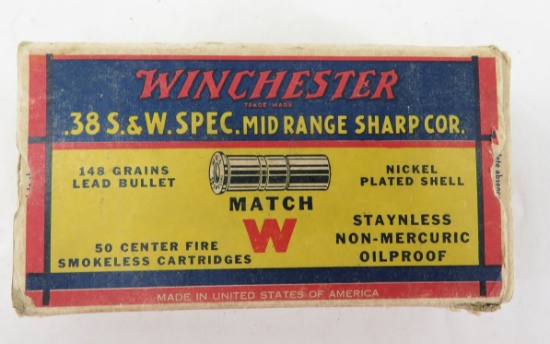 WINCHESTER
TRADE-MARK
.38 S.&W. SPEC. MID RANGE SHARP COR.
148 GRAINS
LEAD BULLET
NICKEL
PLATED SHELL
MATCH
W
50 CENTER FIRE
SMOKELESS CARTRIDGES
STAYNLESS
NON-MERCURIC
OILPROOF
MADE IN UNITED STATES OF AMERICA